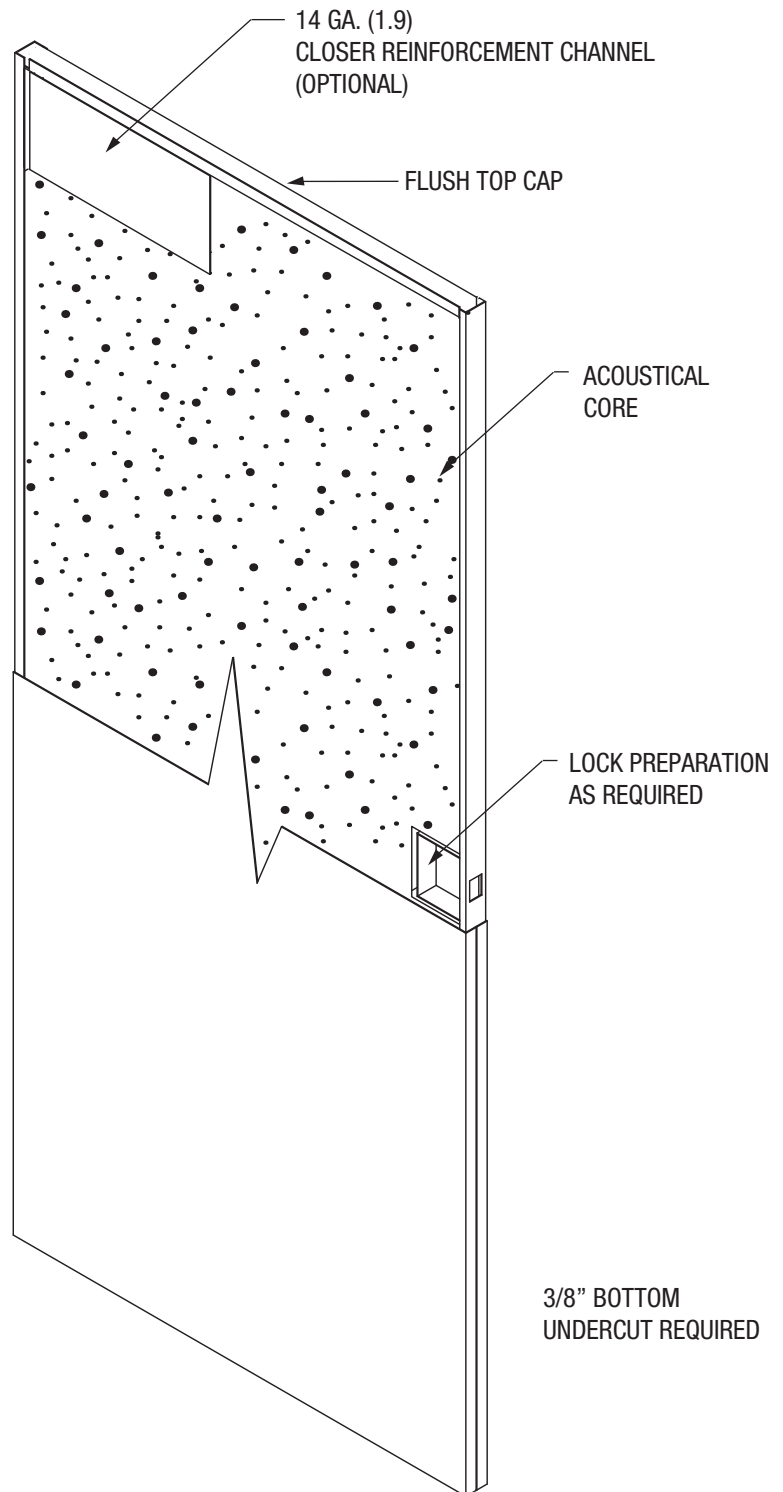 14 GA. (1.9)
CLOSER REINFORCEMENT CHANNEL
(OPTIONAL)
FLUSH TOP CAP
ACOUSTICAL
CORE
LOCK PREPARATION
AS REQUIRED
3/8” BOTTOM
UNDERCUT REQUIRED